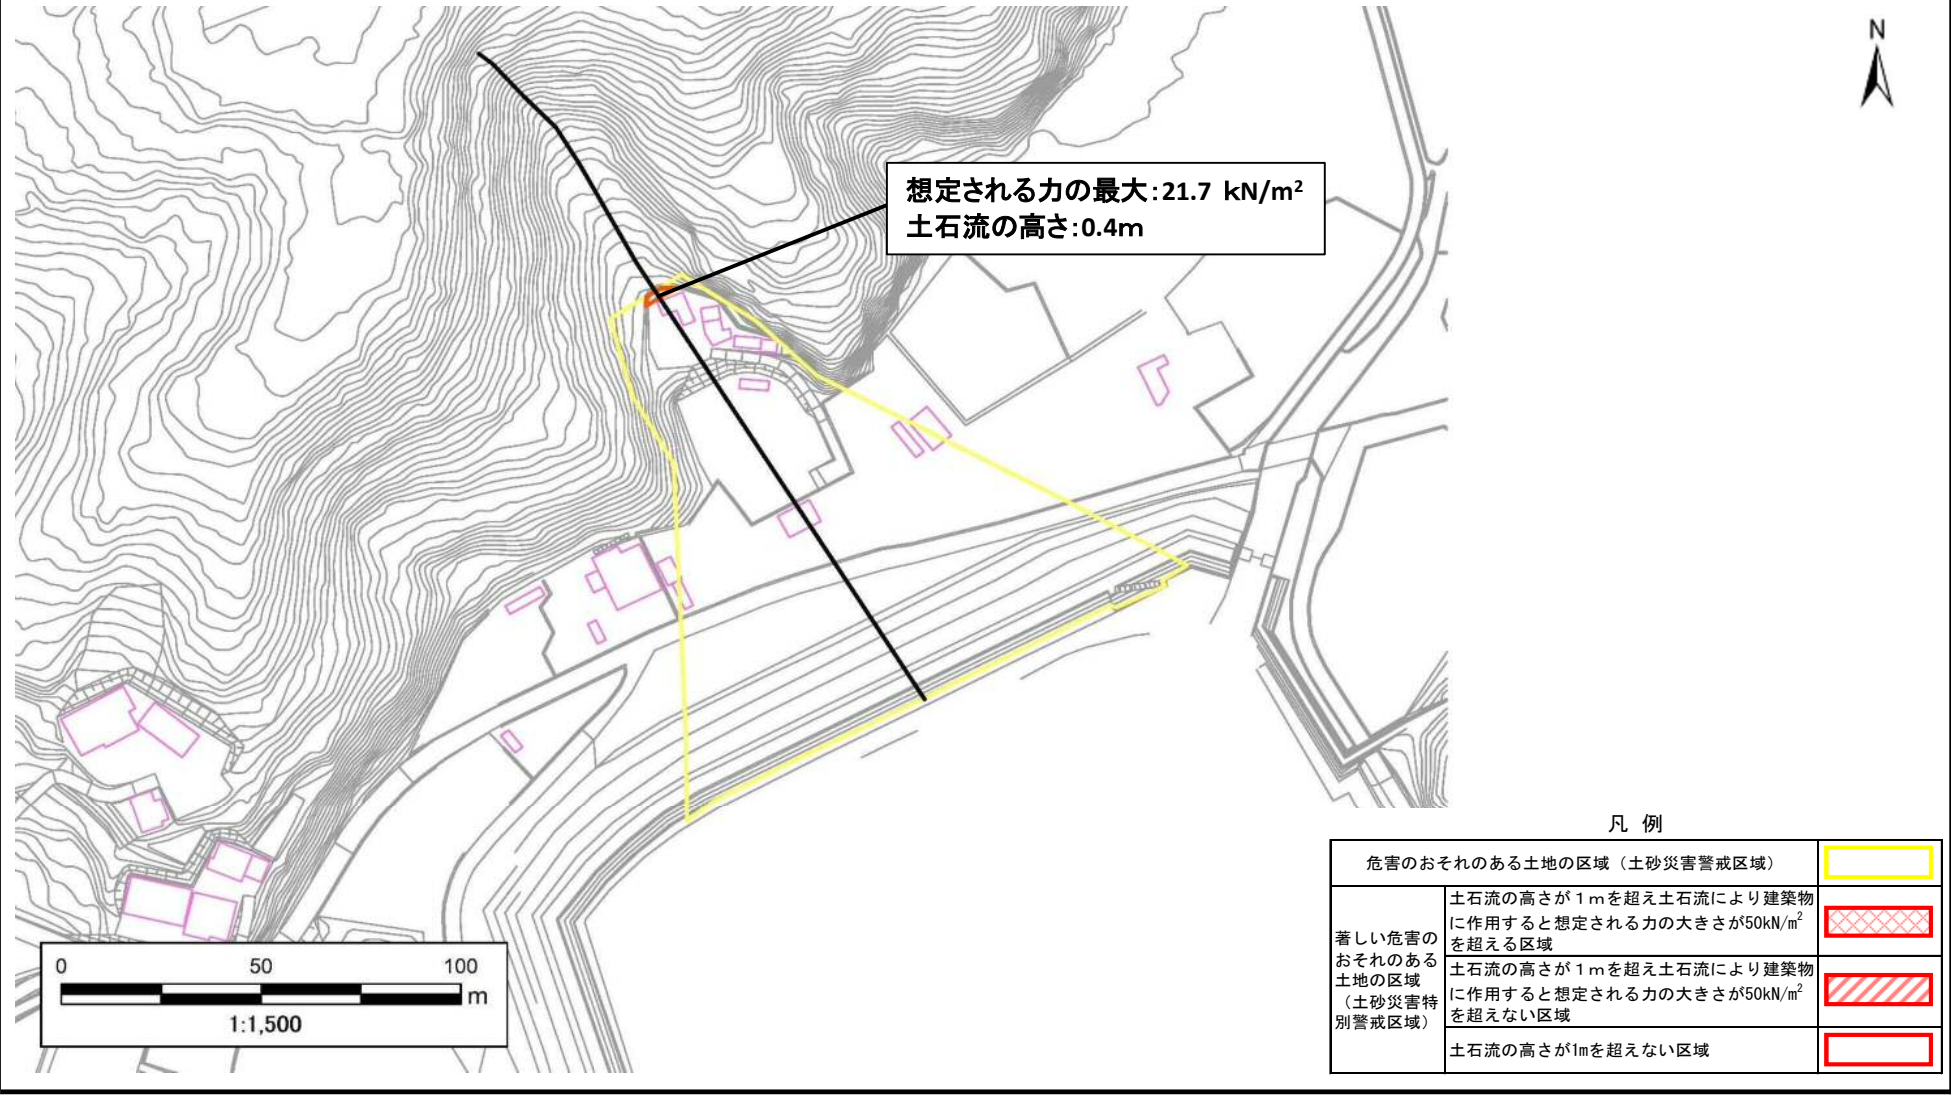 N
想定される力の最大:21.7 kN/m²
土石流の高さ:0.4m
凡 例
危害のおそれのある土地の区域（土砂災害警戒区域）
著しい危害の
おそれのある
土地の区域
（土砂災害特
別警戒区域）
土石流の高さが１ｍを超え土石流により建築物
に作用すると想定される力の大きさが50kN/m²
を超える区域
土石流の高さが１ｍを超え土石流により建築物
に作用すると想定される力の大きさが50kN/m²
を超えない区域
土石流の高さが1mを超えない区域
0 50 100
m
1:1,500